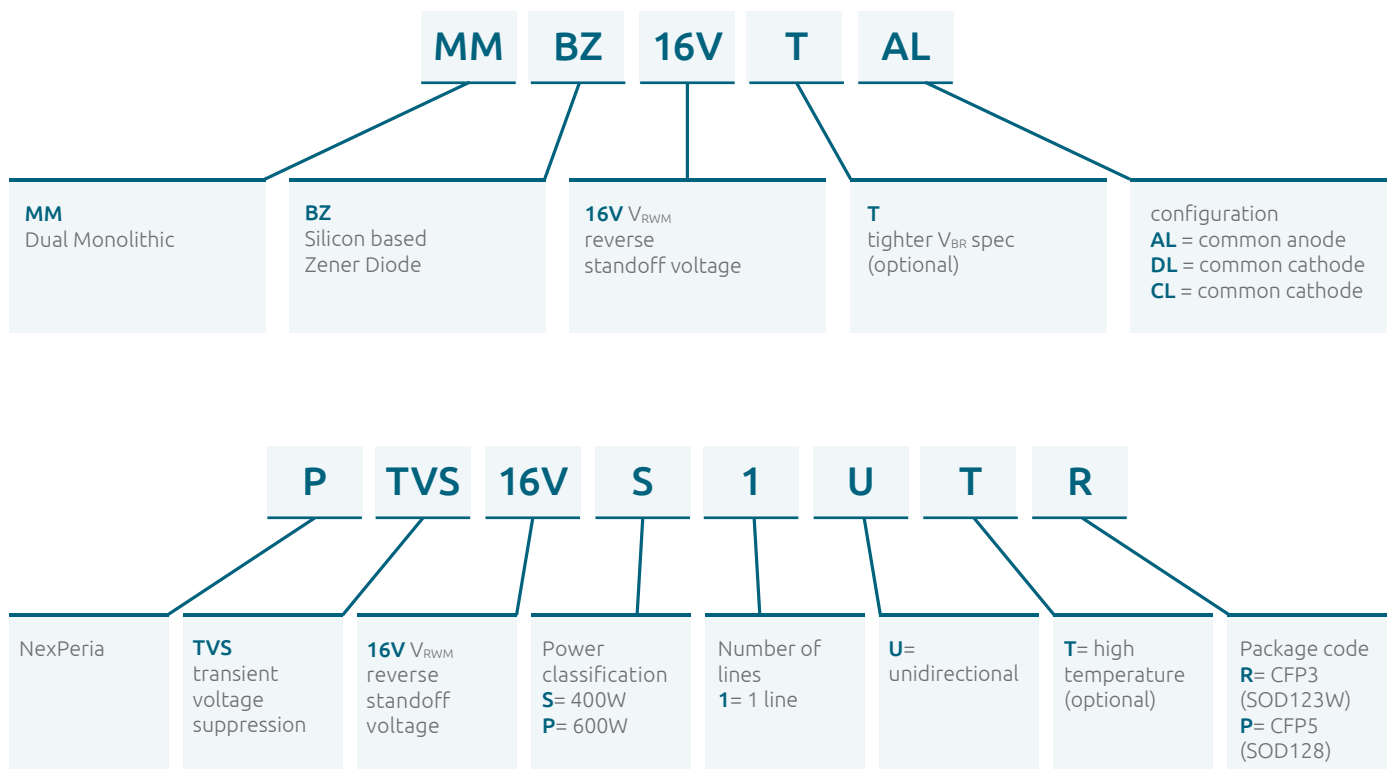 MM BZ 16V T AL
MM
Dual Monolithic
BZ
Silicon based
Zener Diode
16V VRWM
reverse
standoff voltage
T
tighter VBR spec
(optional)
configuration
AL = common anode
DL = common cathode
CL = common cathode
P TVS 16V S 1 U T R
NexPeria
TVS
transient
voltage
suppression
16V VRWM
reverse
standoff
voltage
Power
classification
S= 400W
P= 600W
Number of
lines
1= 1 line
U=
unidirectional
T= high
temperature
(optional)
Package code
R= CFP3
(SOD123W)
P= CFP5
(SOD128)